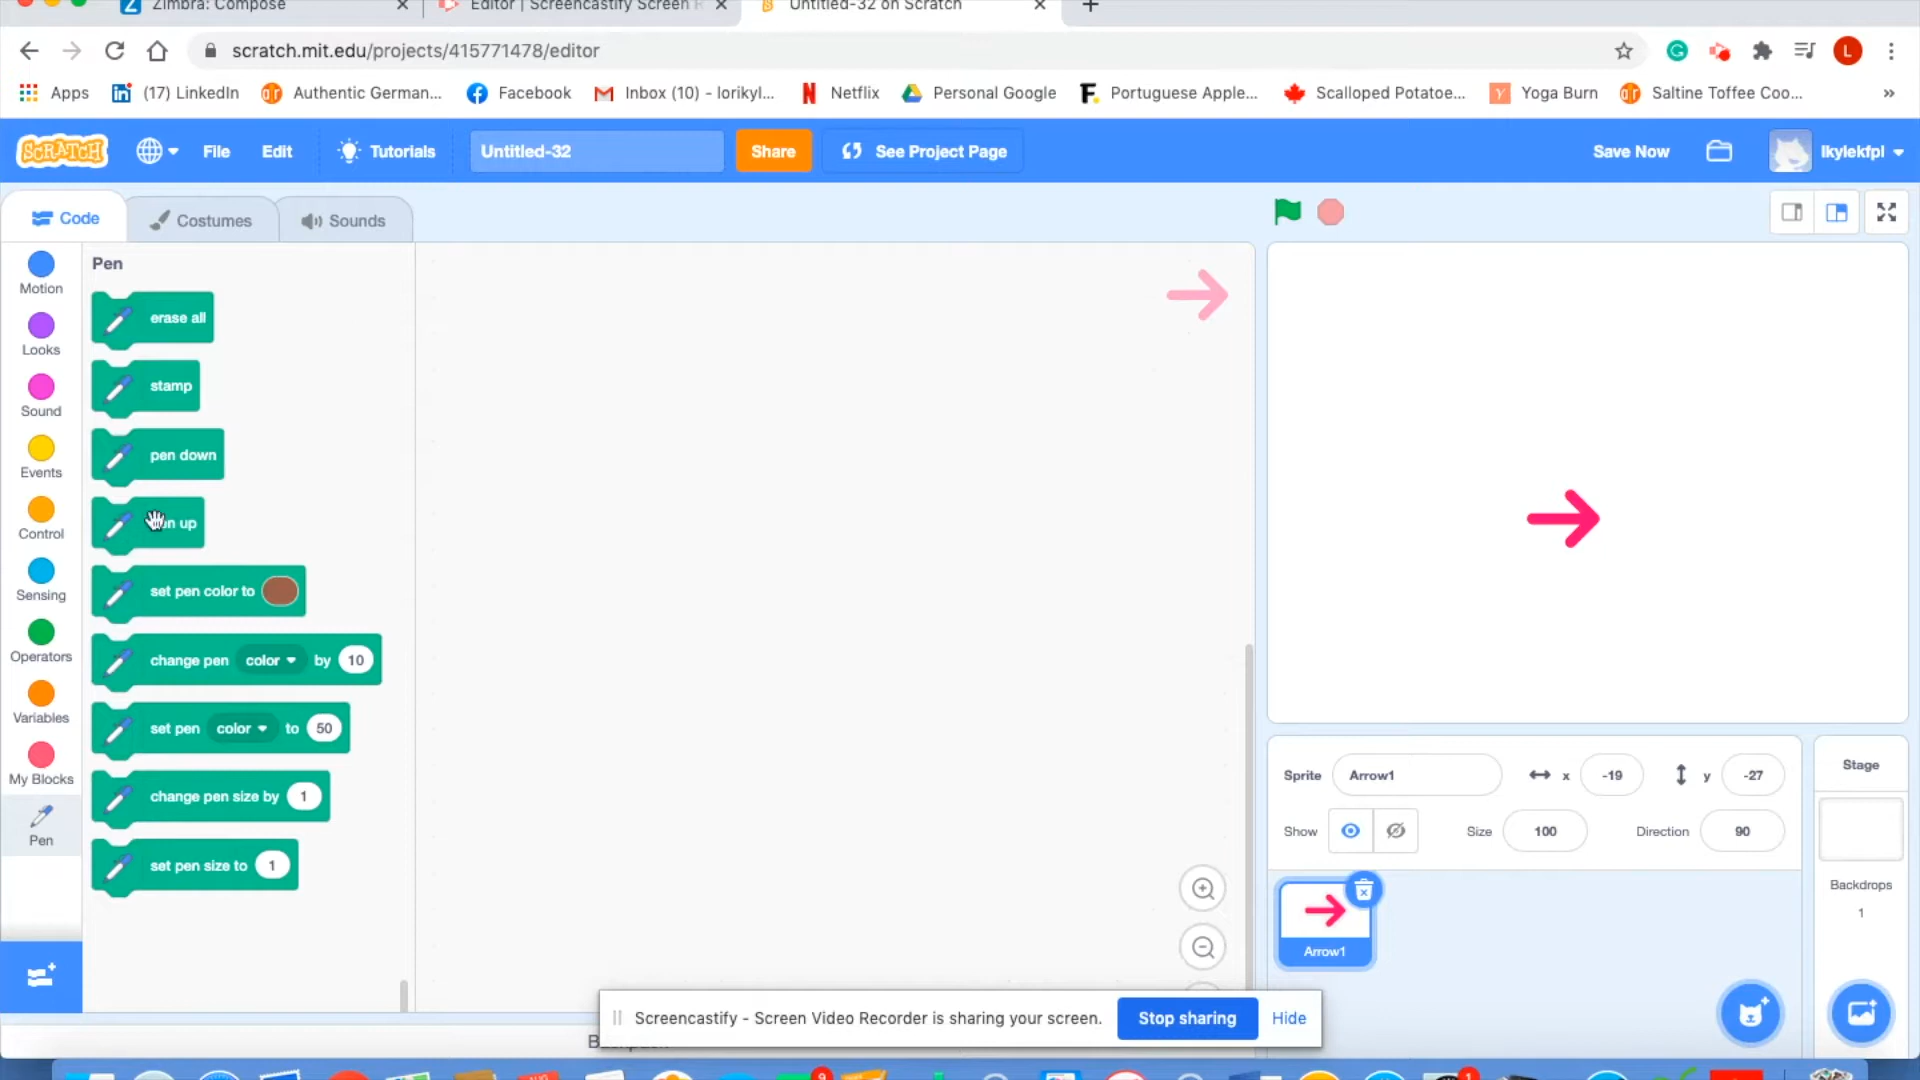 Zimbra: Compose
Editor | Screencastify Screen R
Untitled-32 on Scratch
scratch.mit.edu/projects/415771478/editor
L
Apps
(17) LinkedIn
Authentic German...
Facebook
Inbox (10) - lorikyl...
Netflix
Personal Google
Portuguese Apple...
Scalloped Potatoe...
Yoga Burn
Saltine Toffee Coo...
»
SCRATCH
File
Edit
Tutorials
Untitled-32
Share
See Project Page
Save Now
lkylekfpl
Code
Costumes
Sounds
Motion
Looks
Sound
Events
Control
Sensing
Operators
Variables
My Blocks
Pen
Pen
erase all
stamp
pen down
up
set pen color to
change pen color by 10
set pen color to 50
change pen size by 1
set pen size to 1
Sprite Arrow1 x -19 y -27
Show Size 100 Direction 90
Arrow1
Stage
Backdrops
1
Screencastify - Screen Video Recorder is sharing your screen.
Stop sharing
Hide